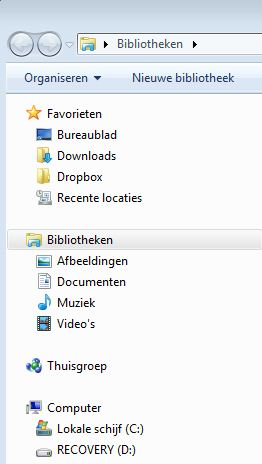 Bibliotheken
Organiseren Nieuwe bibliotheek
Favorieten
Bureaublad
Downloads
Dropbox
Recente locaties
Bibliotheken
Afbeeldingen
Documenten
Muziek
Video's
Thuisgroep
Computer
Lokale schijf (C:)
RECOVERY (D:)